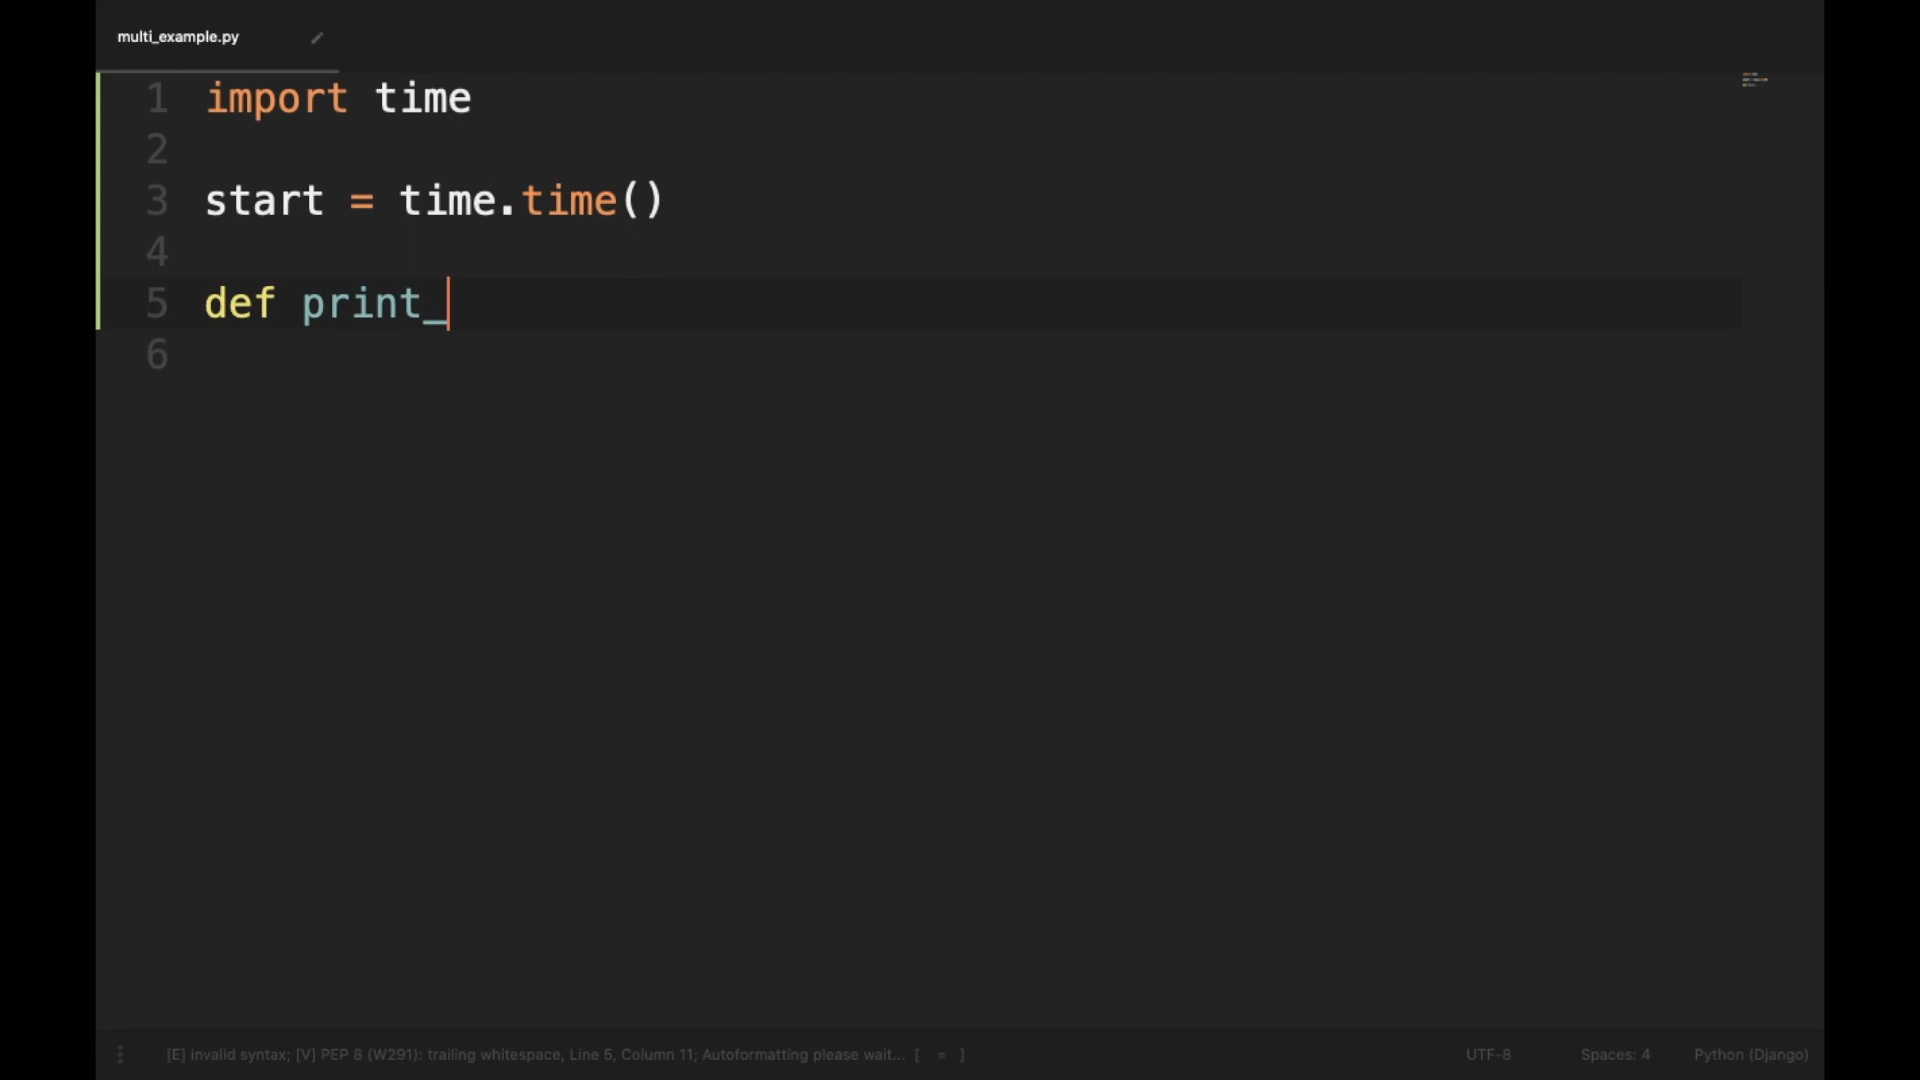 multi_example.py
1 import time
2
3 start = time.time()
4
5 def print_
6
[E] invalid syntax; [V] PEP 8 (W291): trailing whitespace, Line 5, Column 11; Autoformatting please wait... [ = ] UTF-8 Spaces: 4 Python (Django)